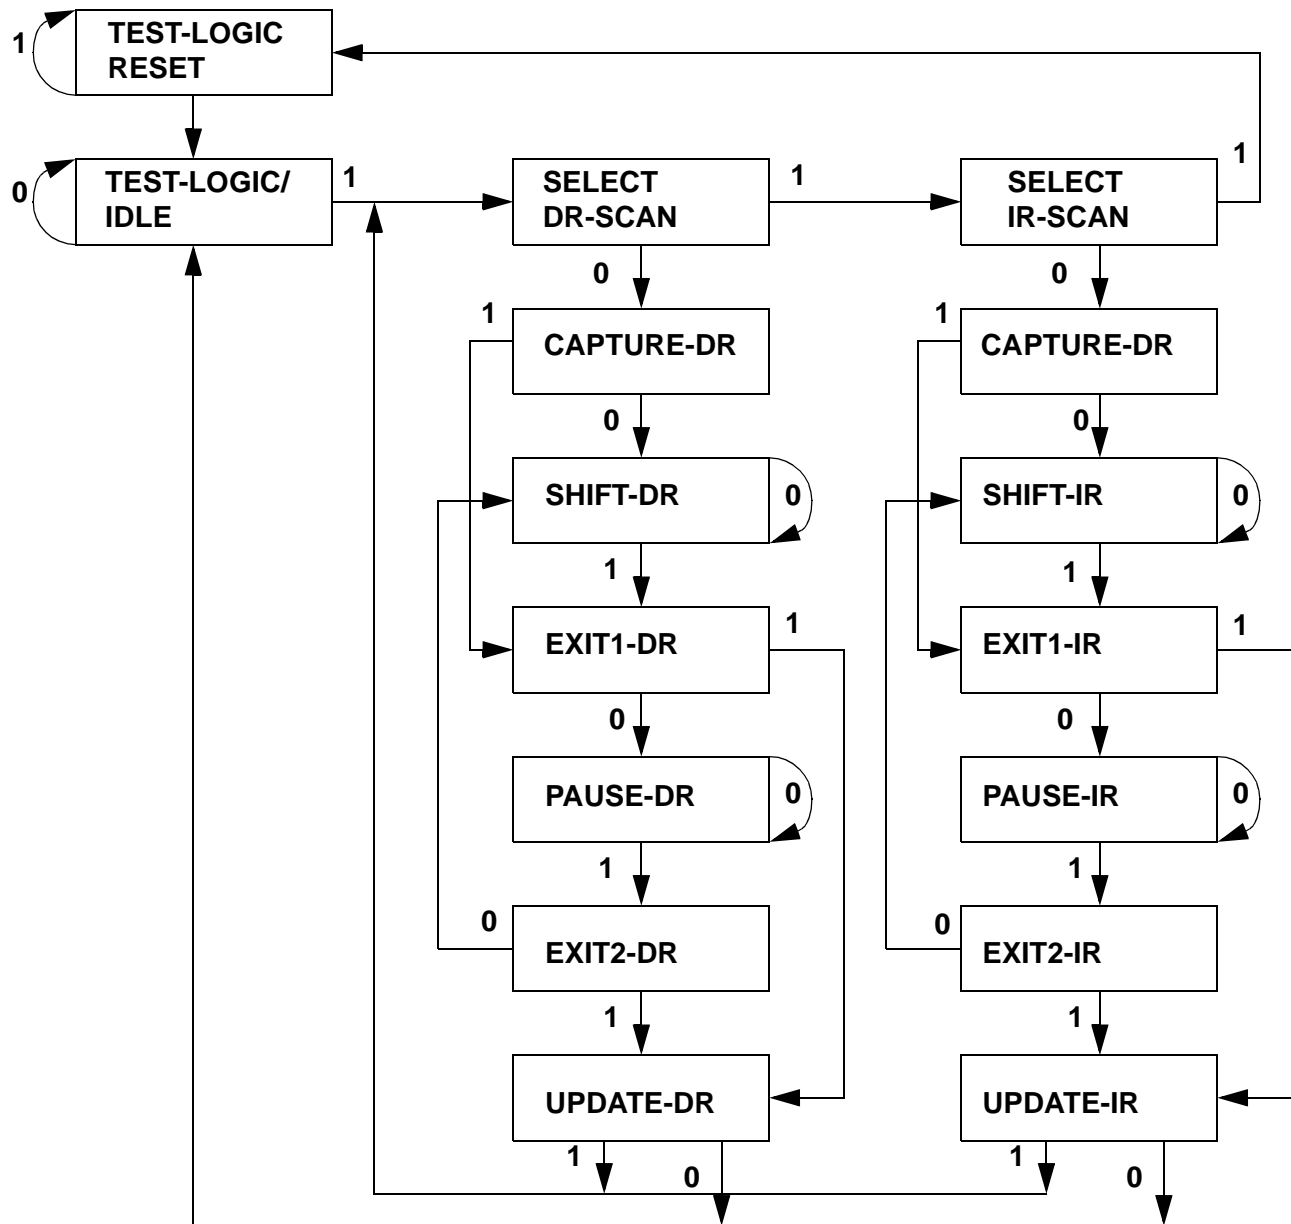 1
TEST-LOGIC
RESET
0
TEST-LOGIC/
IDLE
1
SELECT
DR-SCAN
1
SELECT
IR-SCAN
1
0
0
1
CAPTURE-DR
1
CAPTURE-DR
0
0
SHIFT-DR
0
SHIFT-IR
0
1
1
EXIT1-DR
1
EXIT1-IR
1
0
0
PAUSE-DR
0
PAUSE-IR
0
1
1
0
EXIT2-DR
0
EXIT2-IR
1
1
UPDATE-DR
UPDATE-IR
1
0
1
0